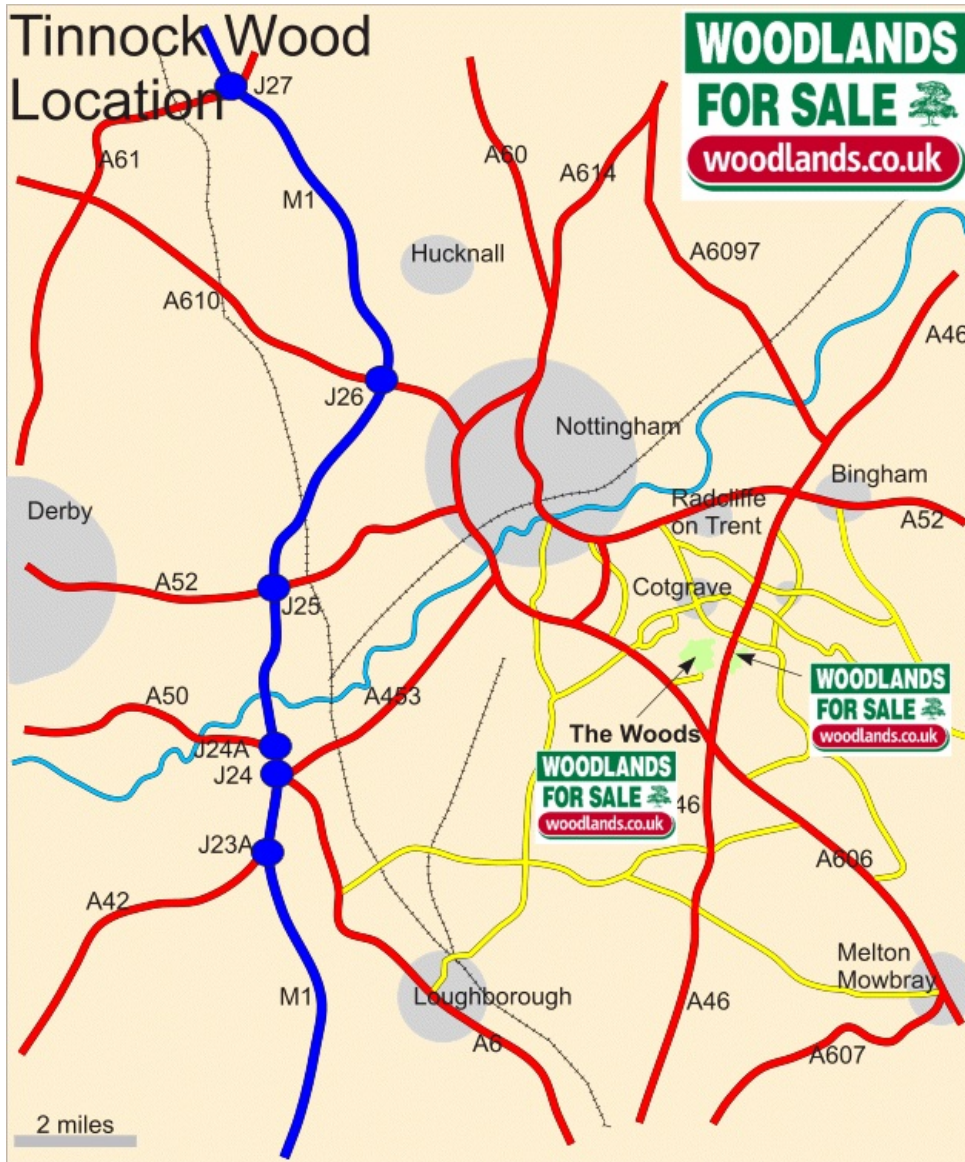 Tinnock Wood
Location
WOODLANDS
FOR SALE
woodlands.co.uk
J27
A61
A60
A614
M1
Hucknall
A6097
A610
A46
J26
Nottingham
Bingham
Radcliffe
on Trent
Derby
A52
A52
J25
Cotgrave
A50
A453
WOODLANDS
FOR SALE
woodlands.co.uk
The Woods
J24A
J24
WOODLANDS
FOR SALE
woodlands.co.uk
46
J23A
A606
A42
Melton
Mowbray
M1
Loughborough
A46
A6
A607
2 miles